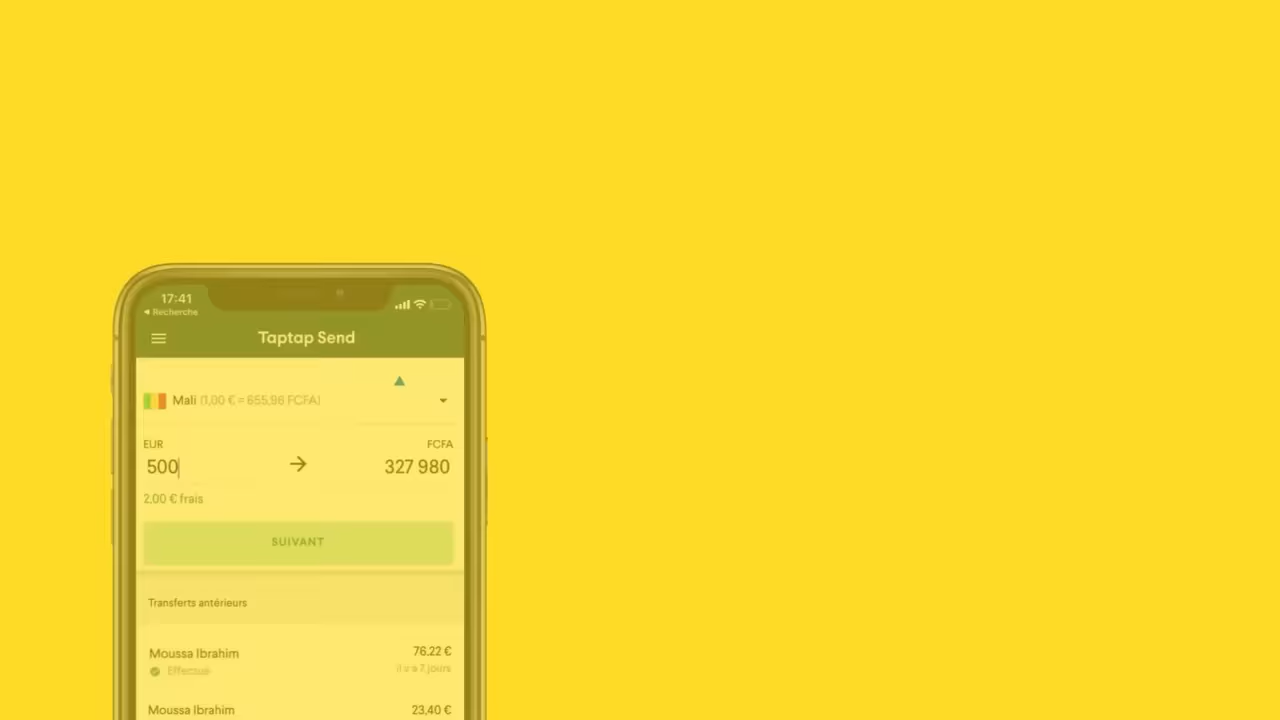 17:41
◀ Recherche
Taptap Send
Mali (1,00 € = 655,96 FCFA)
EUR FCFA
500 → 327 980
2,00 € frais
SUIVANT
Transferts antérieurs
Moussa Ibrahim 76.22 €
Effectué il y a 7 jours
Moussa Ibrahim 23,40 €